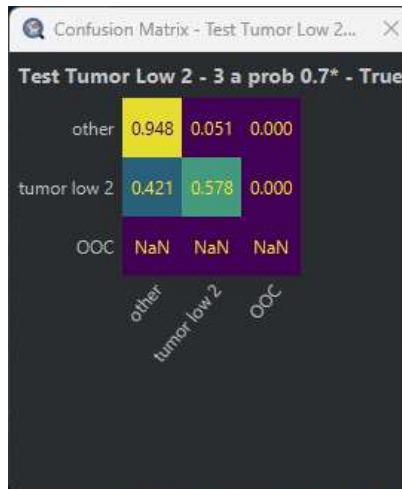 Confusion Matrix - Test Tumor Low 2...
Test Tumor Low 2 - 3 a prob 0.7* - True
other 0.948 0.051 0.000
tumor low 2 0.421 0.578 0.000
OOC NaN NaN NaN
other tumor low 2 OOC